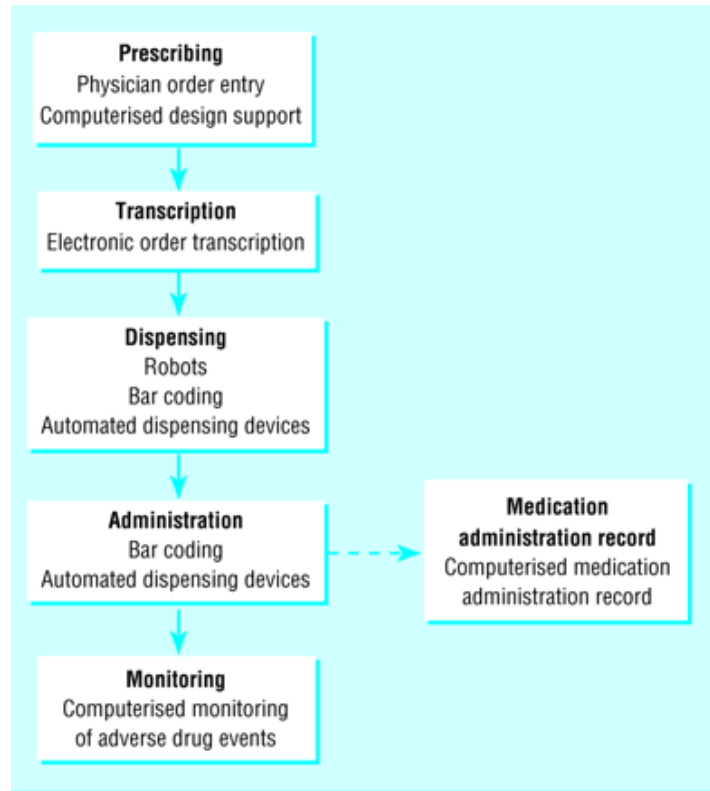 Prescribing
Physician order entry
Computerised design support
Transcription
Electronic order transcription
Dispensing
Robots
Bar coding
Automated dispensing devices
Administration
Bar coding
Automated dispensing devices
Medication
administration record
Computerised medication
administration record
Monitoring
Computerised monitoring
of adverse drug events